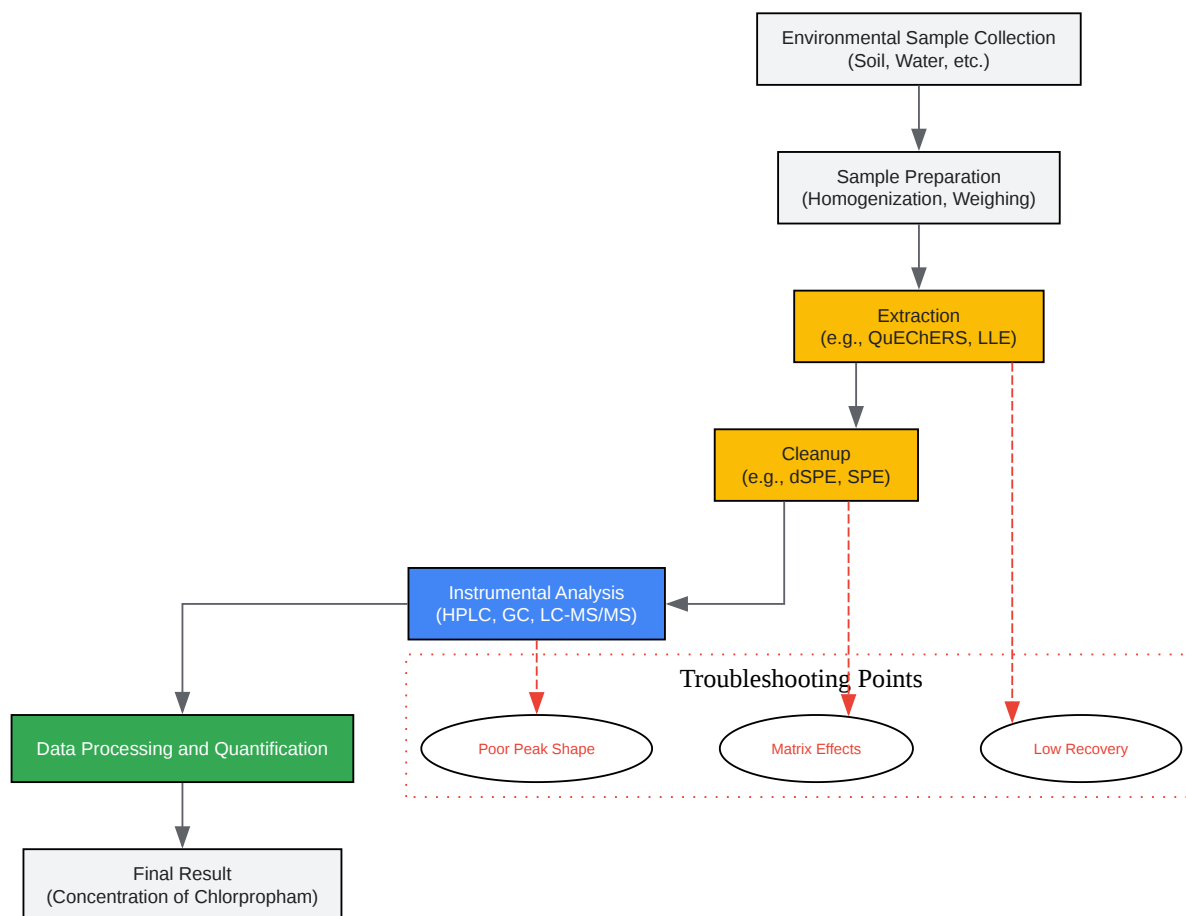 Environmental Sample Collection
(Soil, Water, etc.)
Sample Preparation
(Homogenization, Weighing)
Extraction
(e.g., QuEChERS, LLE)
Cleanup
(e.g., dSPE, SPE)
Instrumental Analysis
(HPLC, GC, LC-MS/MS)
Troubleshooting Points
Data Processing and Quantification
Poor Peak Shape
Matrix Effects
Low Recovery
Final Result
(Concentration of Chlorpropham)